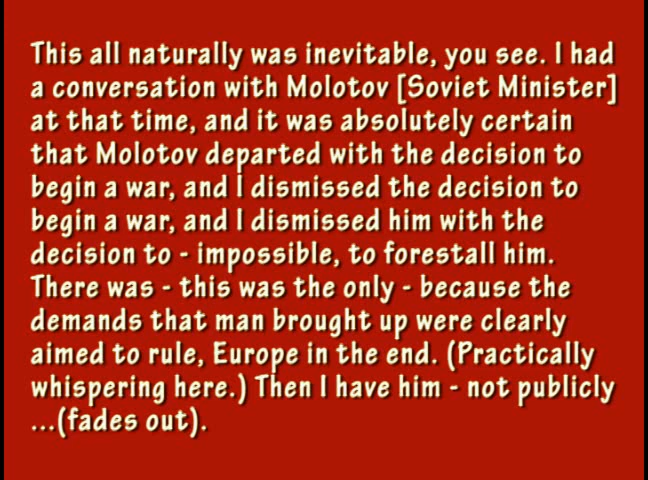 This all naturally was inevitable, you see. I had
a conversation with Molotov [Soviet Minister]
at that time, and it was absolutely certain
that Molotov departed with the decision to
begin a war, and I dismissed the decision to
begin a war, and I dismissed him with the
decision to - impossible, to forestall him.
There was - this was the only - because the
demands that man brought up were clearly
aimed to rule, Europe in the end. (Practically
whispering here.) Then I have him - not publicly
...(fades out).